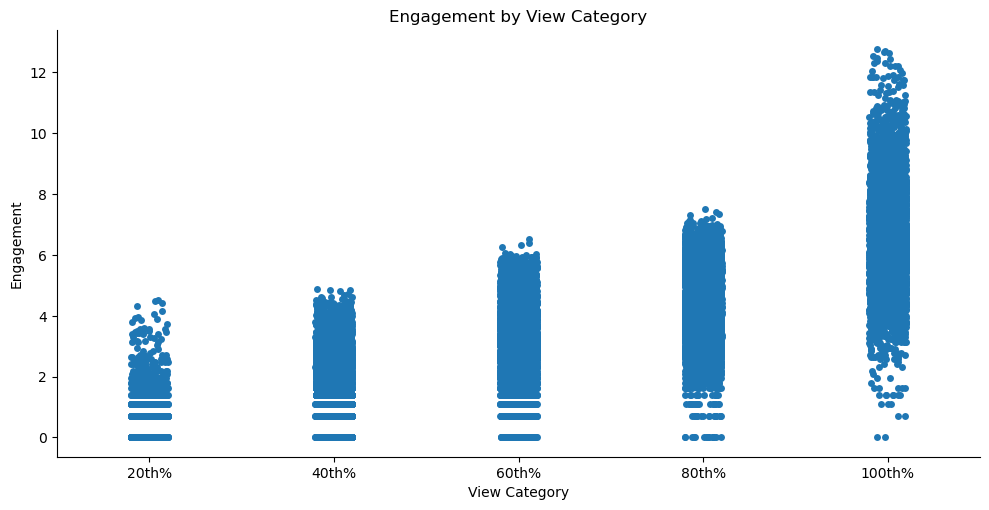 Engagement by View Category
12
10
8
6
4
2
0
Engagement
20th%
40th%
60th%
80th%
100th%
View Category